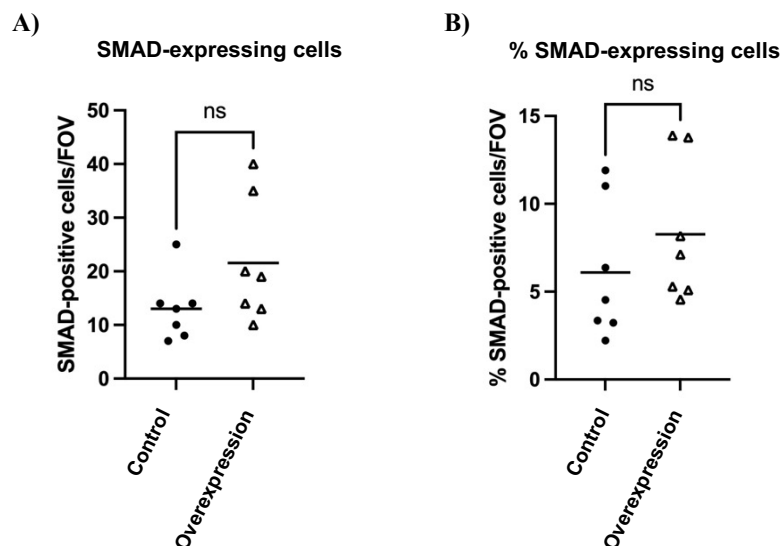 A)
SMAD-expressing cells
SMAD-positive cells/FOV
50
40
30
20
10
0
ns
Control
Overexpression
B)
% SMAD-expressing cells
% SMAD-positive cells/FOV
15
10
5
0
ns
Control
Overexpression